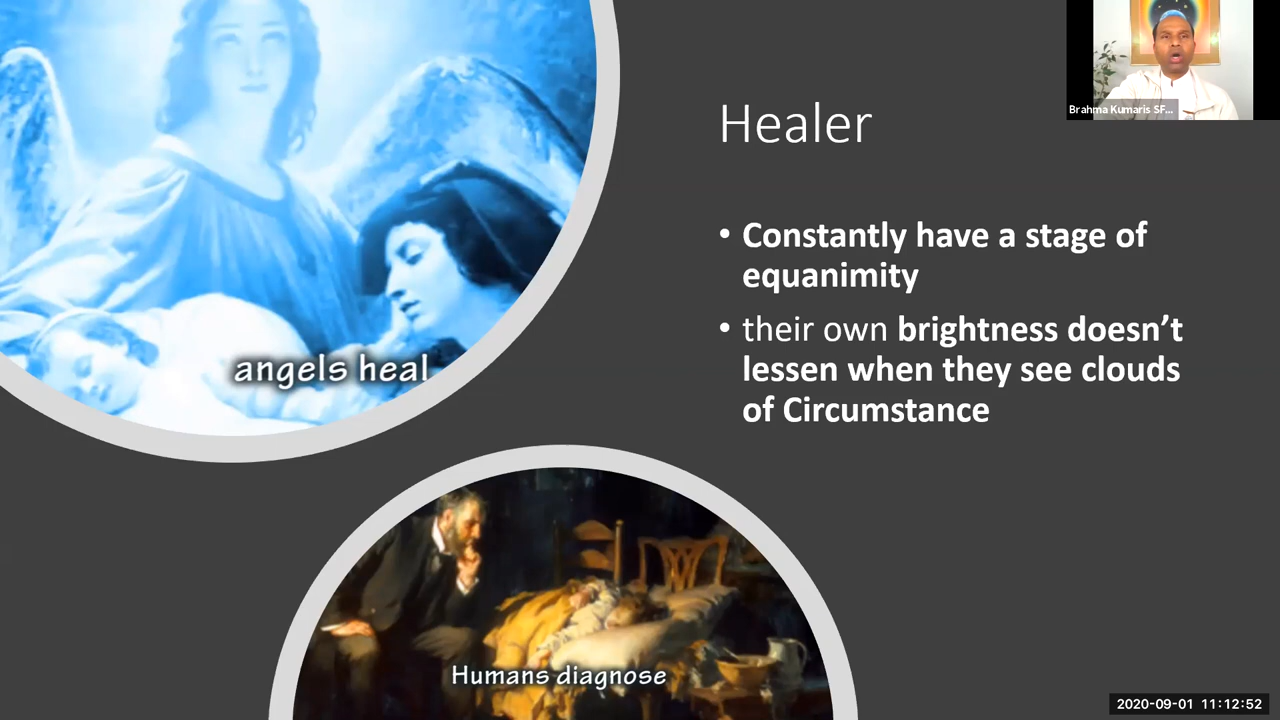 Healer
• Constantly have a stage of
equanimity
• their own brightness doesn’t
lessen when they see clouds
of Circumstance
angels heal
Humans diagnose
Brahma Kumaris SF...
2020-09-01 11:12:52